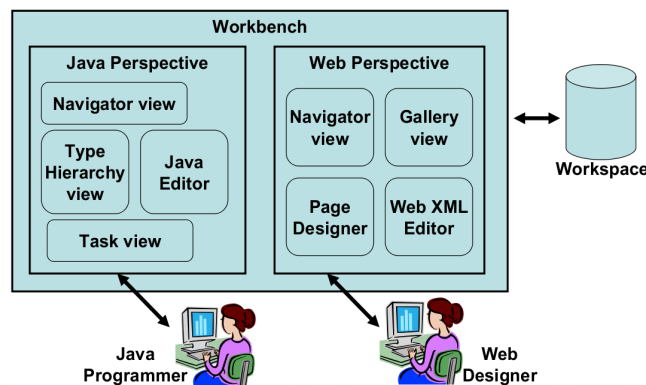 Workbench
Java Perspective
Navigator view
Type
Hierarchy
view
Java
Editor
Task view
Web Perspective
Navigator
view
Gallery
view
Page
Designer
Web XML
Editor
Workspace
Java
Programmer
Web
Designer